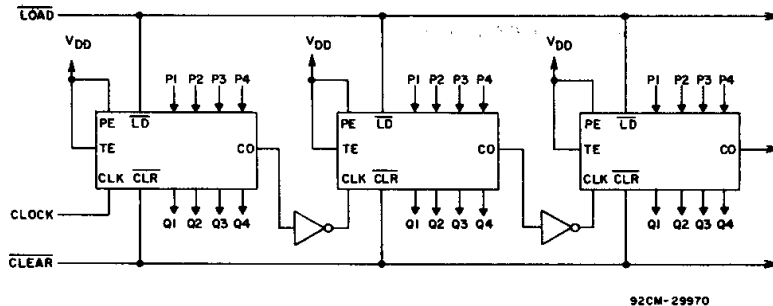 LOAD
VDD VDD VDD
P1 P2 P3 P4 P1 P2 P3 P4 P1 P2 P3 P4
PE LD PE LD PE LD
TE CO TE CO TE CO
CLK CLR CLK CLR CLK CLR
CLOCK Q1 Q2 Q3 Q4 Q1 Q2 Q3 Q4 Q1 Q2 Q3 Q4
CLEAR
92CM-29970